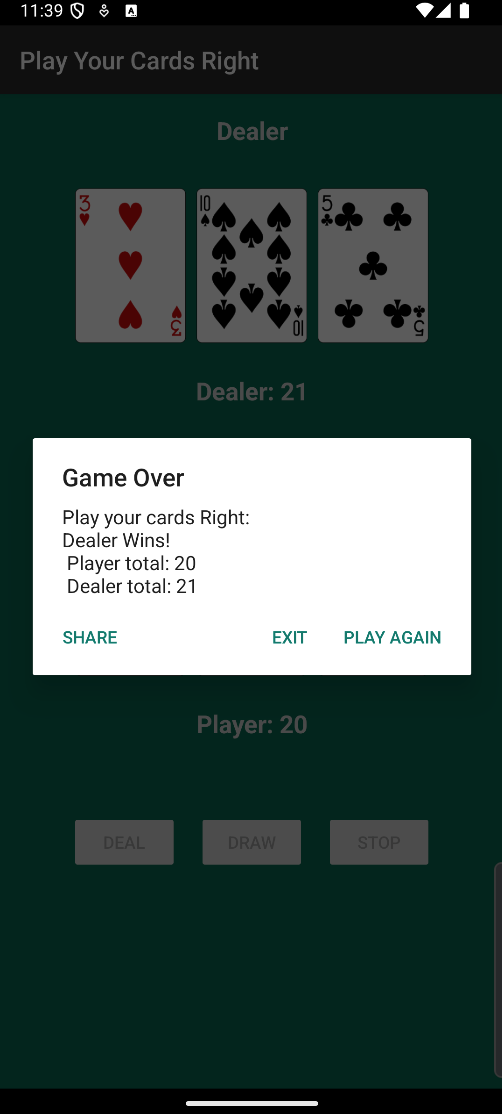 11:39
Play Your Cards Right
Dealer
3 10 5
3 10 5
Dealer: 21
Game Over
Play your cards Right:
Dealer Wins!
Player total: 20
Dealer total: 21
SHARE EXIT PLAY AGAIN
Player: 20
DEAL DRAW STOP